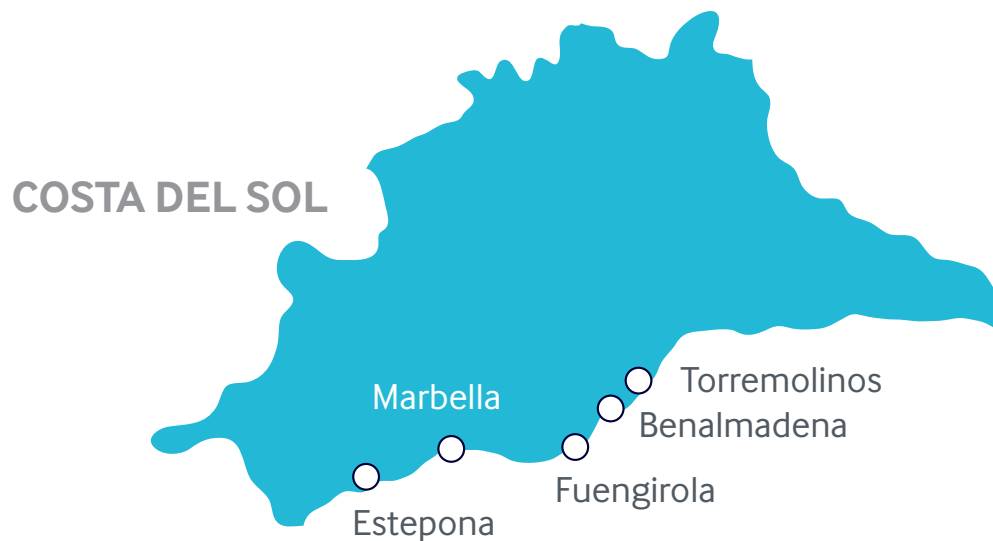 COSTA DEL SOL
Torremolinos
Marbella
Benalmadena
Fuengirola
Estepona